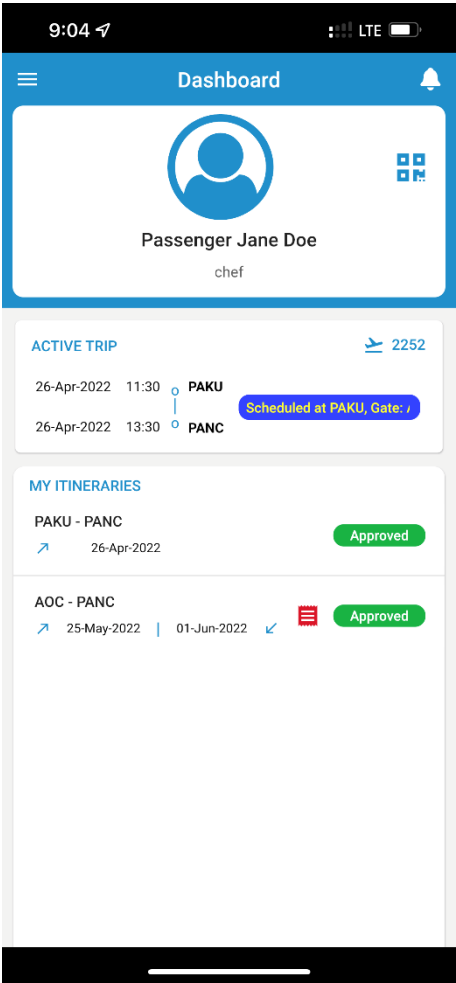 9:04 LTE
Dashboard
Passenger Jane Doe
chef
ACTIVE TRIP 2252
26-Apr-2022 11:30 PAKU
Scheduled at PAKU, Gate:
26-Apr-2022 13:30 PANC
MY ITINERARIES
PAKU - PANC
Approved
26-Apr-2022
AOC - PANC
Approved
25-May-2022 | 01-Jun-2022